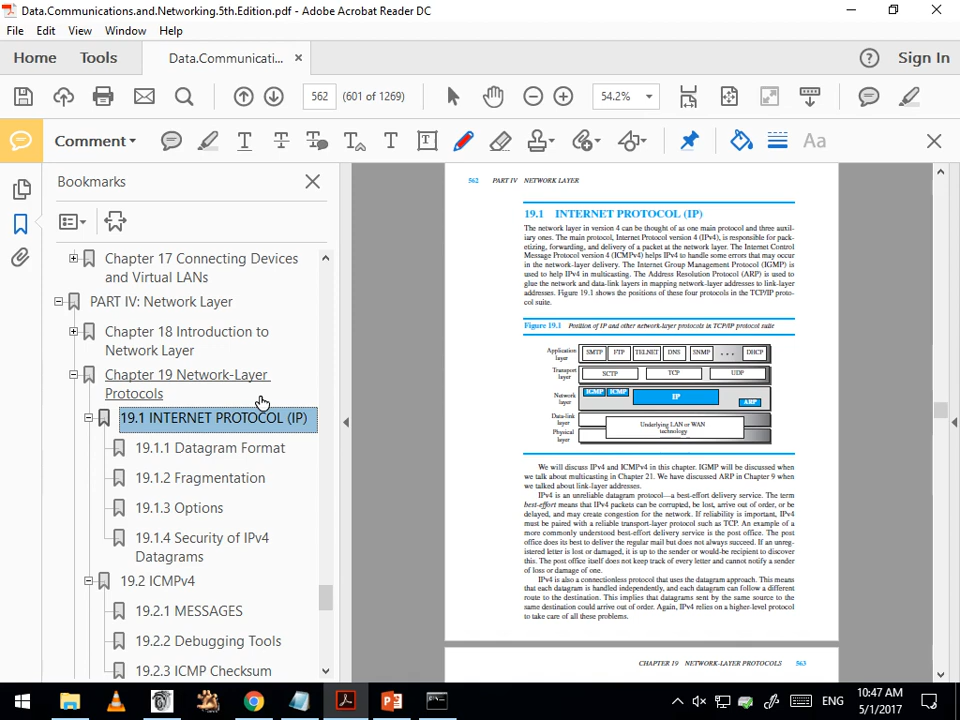 Data.Communications.and.Networking.5th.Edition.pdf - Adobe Acrobat Reader DC
File Edit View Window Help
Home Tools Data.Communicati... Sign In
562 (601 of 1269) 54.2%
Comment
Bookmarks
Chapter 17 Connecting Devices
and Virtual LANs
PART IV: Network Layer
Chapter 18 Introduction to
Network Layer
Chapter 19 Network-Layer
Protocols
19.1 INTERNET PROTOCOL (IP)
19.1.1 Datagram Format
19.1.2 Fragmentation
19.1.3 Options
19.1.4 Security of IPv4
Datagrams
19.2 ICMPv4
19.2.1 MESSAGES
19.2.2 Debugging Tools
19.2.3 ICMP Checksum
562 PART IV NETWORK LAYER
19.1 INTERNET PROTOCOL (IP)
The network layer in version 4 can be thought of as one main protocol and three auxil-
iary ones. The main protocol, Internet Protocol version 4 (IPv4), is responsible for pack-
etizing, forwarding, and delivery of a packet at the network layer. The Internet Control
Message Protocol version 4 (ICMPv4) helps IPv4 to handle some errors that may occur
in the network-layer delivery. The Internet Group Management Protocol (IGMP) is
used to help IPv4 in multicasting. The Address Resolution Protocol (ARP) is used to
glue the network and data-link layers in mapping network-layer addresses to link-layer
addresses. Figure 19.1 shows the positions of these four protocols in the TCP/IP proto-
col suite.
Figure 19.1 Position of IP and other network-layer protocols in TCP/IP protocol suite
Application
layer
SMTP FTP TELNET DNS SNMP ... DHCP
Transport
layer
SCTP TCP UDP
Network
layer
IGMP ICMP IP ARP
Data-link
layer
Underlying LAN or WAN
technology
Physical
layer
We will discuss IPv4 and ICMPv4 in this chapter. IGMP will be discussed when
we talk about multicasting in Chapter 21. We have discussed ARP in Chapter 9 when
we talked about link-layer addresses.
IPv4 is an unreliable datagram protocol—a best-effort delivery service. The term
best-effort means that IPv4 packets can be corrupted, be lost, arrive out of order, or be
delayed, and may create congestion for the network. If reliability is important, IPv4
must be paired with a reliable transport-layer protocol such as TCP. An example of a
more commonly understood best-effort delivery service is the post office. The post
office does its best to deliver the regular mail but does not always succeed. If an unreg-
istered letter is lost or damaged, it is up to the sender or would-be recipient to discover
this. The post office itself does not keep track of every letter and cannot notify a sender
of loss or damage of one.
IPv4 is also a connectionless protocol that uses the datagram approach. This means
that each datagram is handled independently, and each datagram can follow a different
route to the destination. This implies that datagrams sent by the same source to the
same destination could arrive out of order. Again, IPv4 relies on a higher-level protocol
to take care of all these problems.
CHAPTER 19 NETWORK-LAYER PROTOCOLS 563
ENG
10:47 AM
5/1/2017